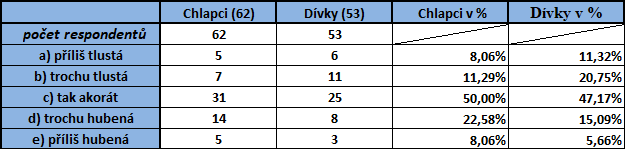 Chlapci (62) Dívky (53) Chlapci v % Dívky v %
počet respondentů 62 53
a) příliš tlustá 5 6 8,06% 11,32%
b) trochu tlustá 7 11 11,29% 20,75%
c) tak akorát 31 25 50,00% 47,17%
d) trochu hubená 14 8 22,58% 15,09%
e) příliš hubená 5 3 8,06% 5,66%